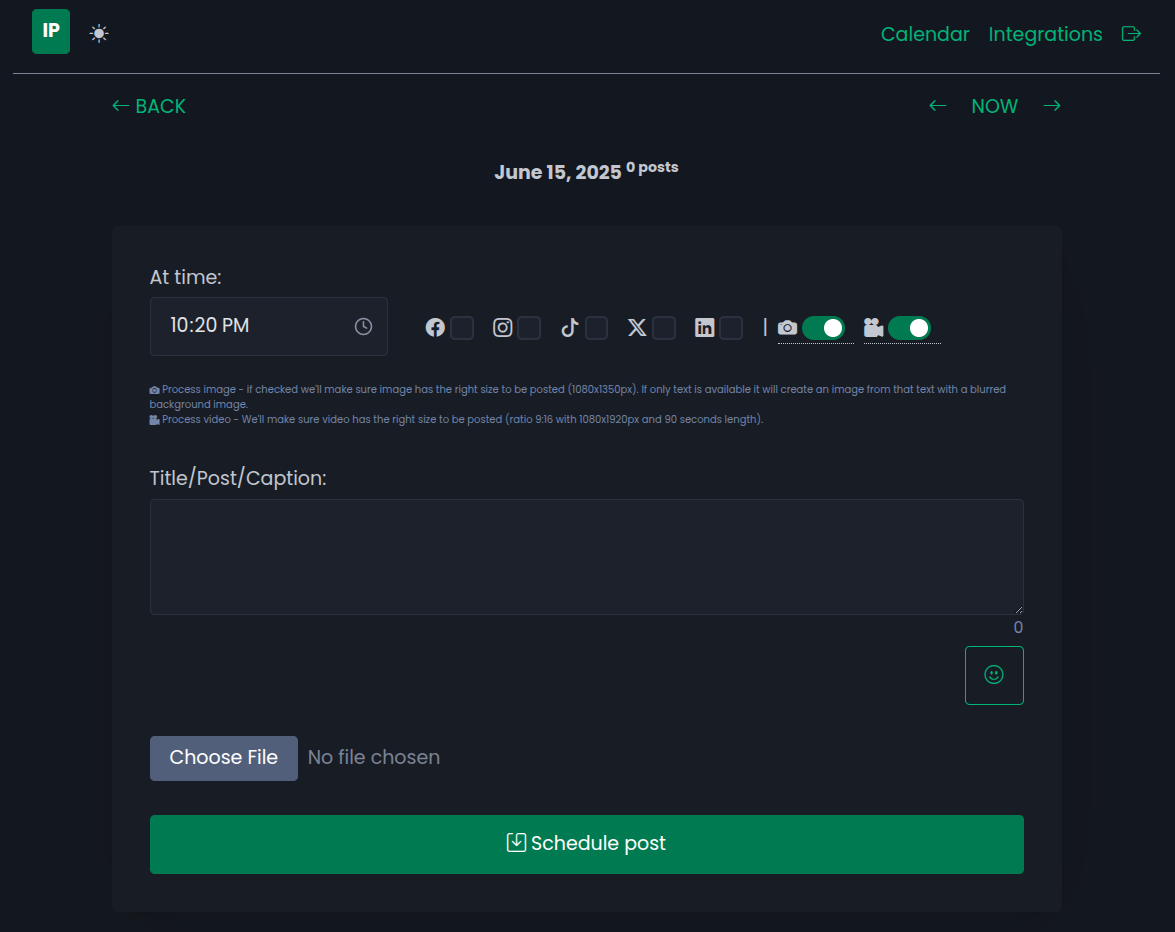 IP
Calendar Integrations
BACK
NOW
June 15, 2025 0 posts
At time:
10:20 PM
|
Process image - if checked we'll make sure image has the right size to be posted (1080x1350px). If only text is available it will create an image from that text with a blurred
background image.
Process video - We'll make sure video has the right size to be posted (ratio 9:16 with 1080x1920px and 90 seconds length).
Title/Post/Caption:
0
Choose File No file chosen
Schedule post